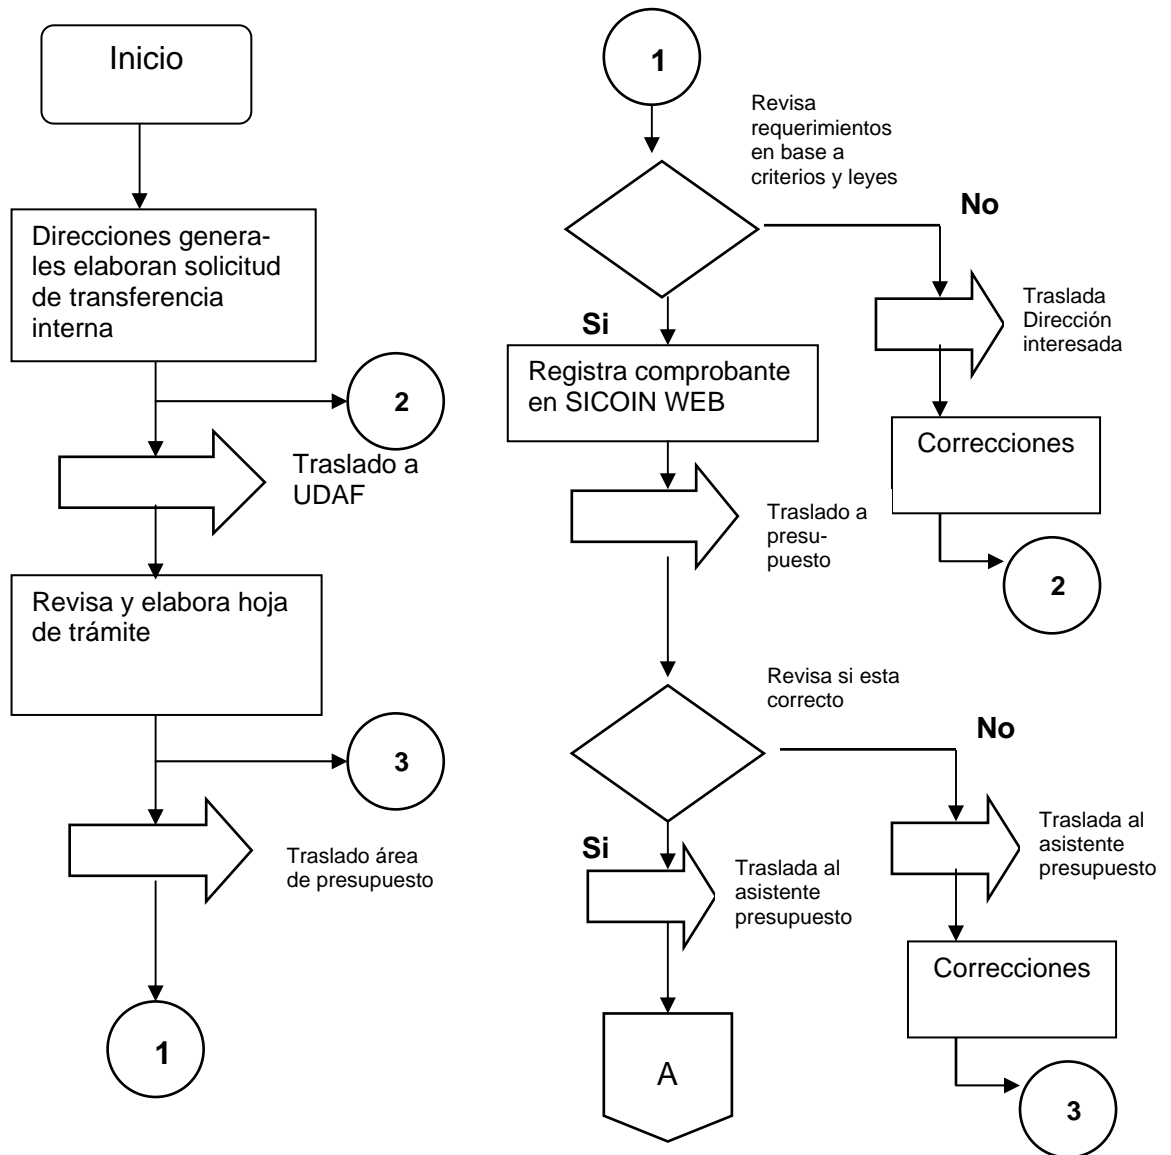 Inicio
Direcciones genera-
les elaboran solicitud
de transferencia
interna
2
Traslado a
UDAF
Revisa y elabora hoja
de trámite
3
Traslado área
de presupuesto
1
1
Revisa
requerimientos
en base a
criterios y leyes
No
Traslada
Dirección
interesada
Si
Registra comprobante
en SICOIN WEB
Correcciones
Traslado a
presu-
puesto
2
Revisa si esta
correcto
No
Traslada al
asistente
presupuesto
Si
Traslada al
asistente
presupuesto
Correcciones
A
3